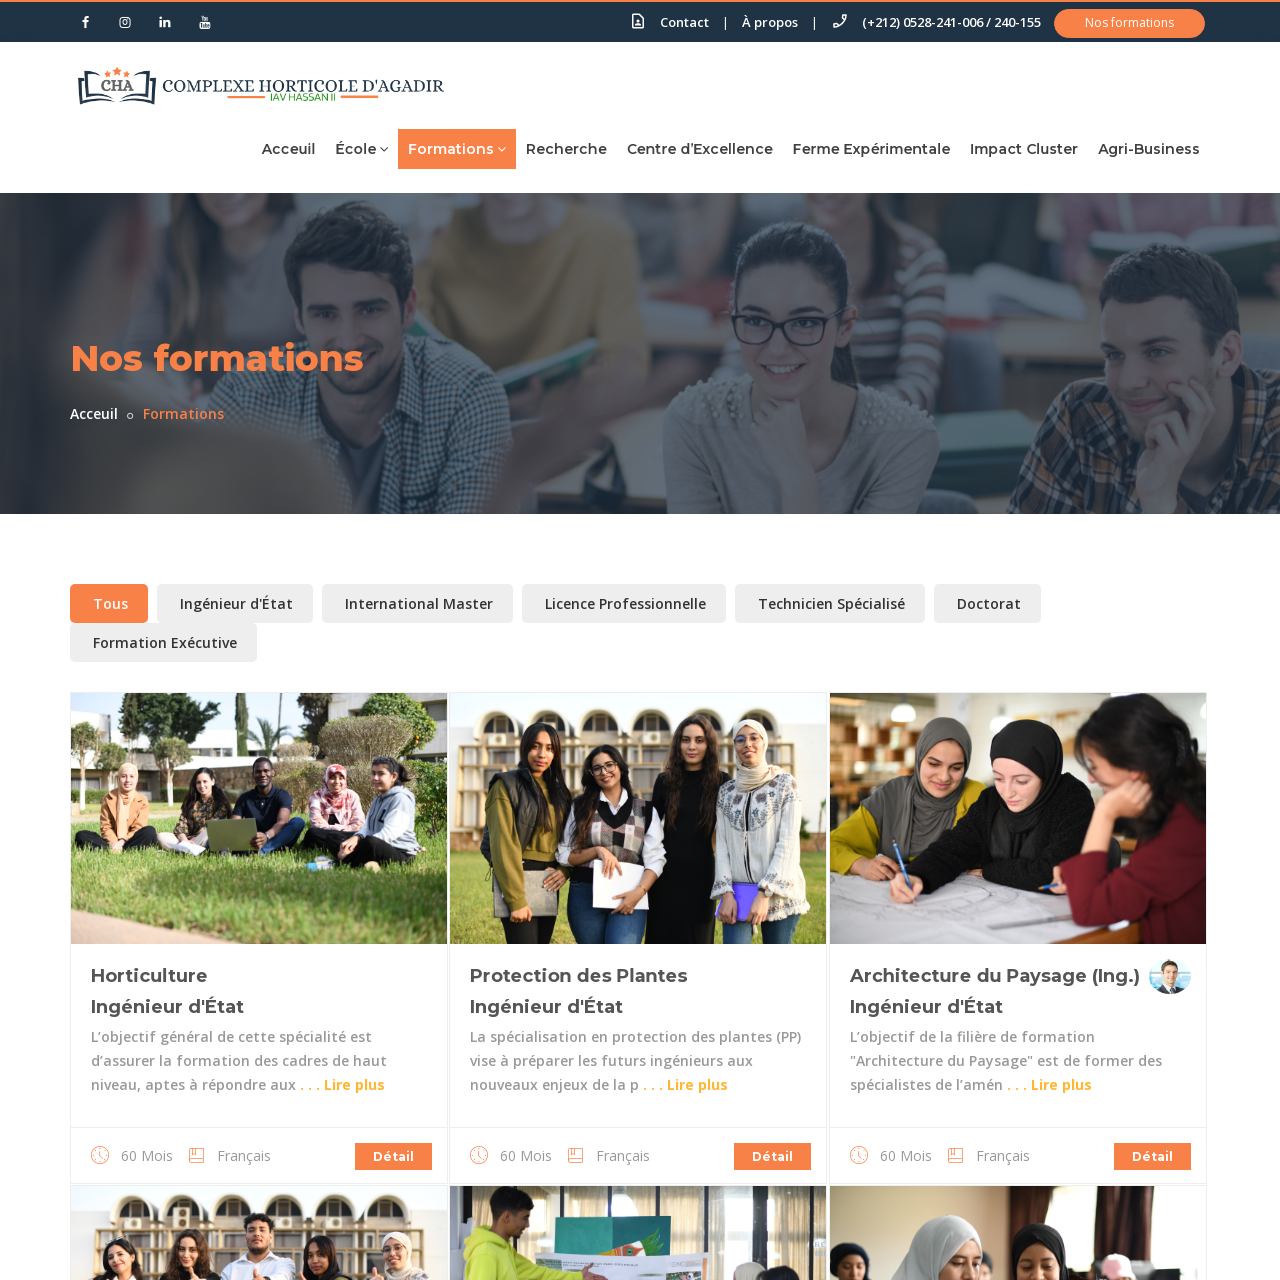 Contact | À propos | (+212) 0528-241-006 / 240-155 Nos formations
CHA COMPLEXE HORTICOLE D'AGADIR
IAV HASSAN II
Acceuil École Formations Recherche Centre d’Excellence Ferme Expérimentale Impact Cluster Agri-Business
Nos formations
Acceuil Formations
Tous Ingénieur d'État International Master Licence Professionnelle Technicien Spécialisé Doctorat
Formation Exécutive
Horticulture
Ingénieur d'État
L’objectif général de cette spécialité est
d’assurer la formation des cadres de haut
niveau, aptes à répondre aux . . . Lire plus
60 Mois Français Détail
Protection des Plantes
Ingénieur d'État
La spécialisation en protection des plantes (PP)
vise à préparer les futurs ingénieurs aux
nouveaux enjeux de la p . . . Lire plus
60 Mois Français Détail
Architecture du Paysage (Ing.)
Ingénieur d'État
L’objectif de la filière de formation
"Architecture du Paysage" est de former des
spécialistes de l’amén . . . Lire plus
60 Mois Français Détail